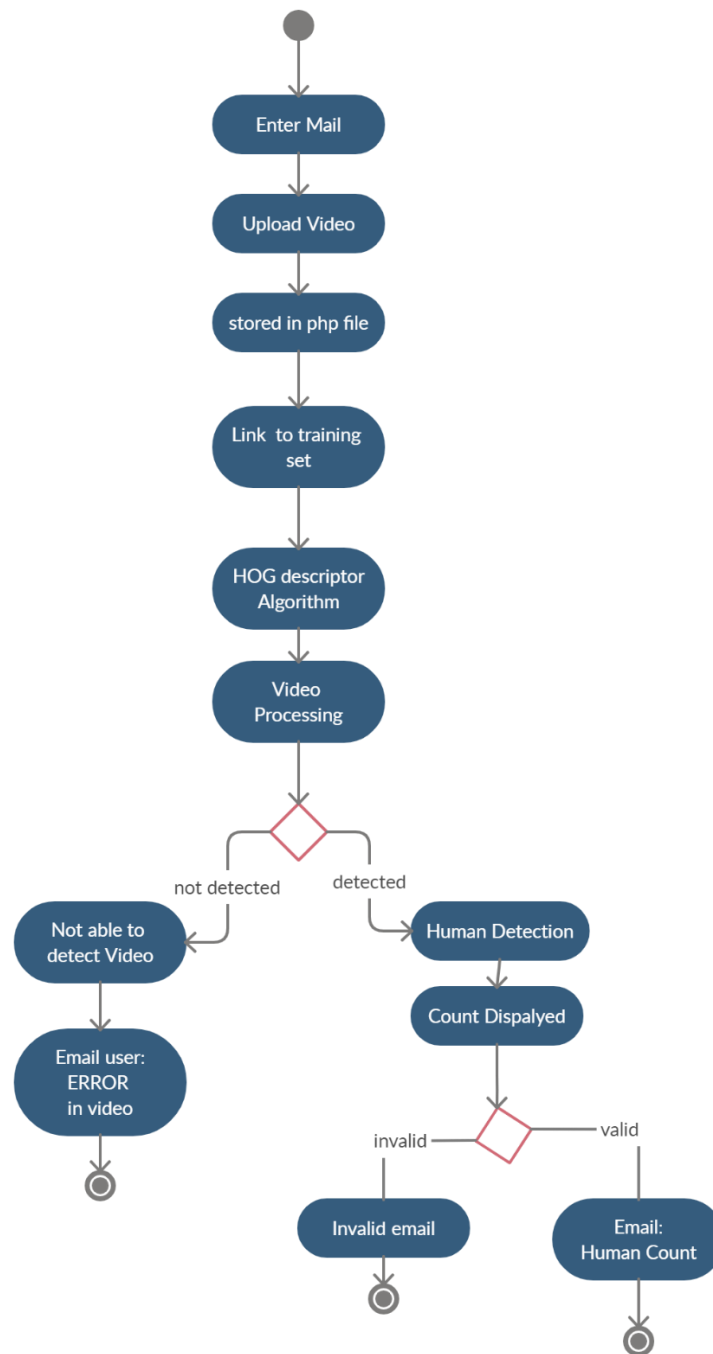 Enter Mail
Upload Video
stored in php file
Link to training
set
HOG descriptor
Algorithm
Video
Processing
not detected
detected
Not able to
detect Video
Human Detection
Count Dispalyed
Email user:
ERROR
in video
invalid
valid
Invalid email
Email:
Human Count